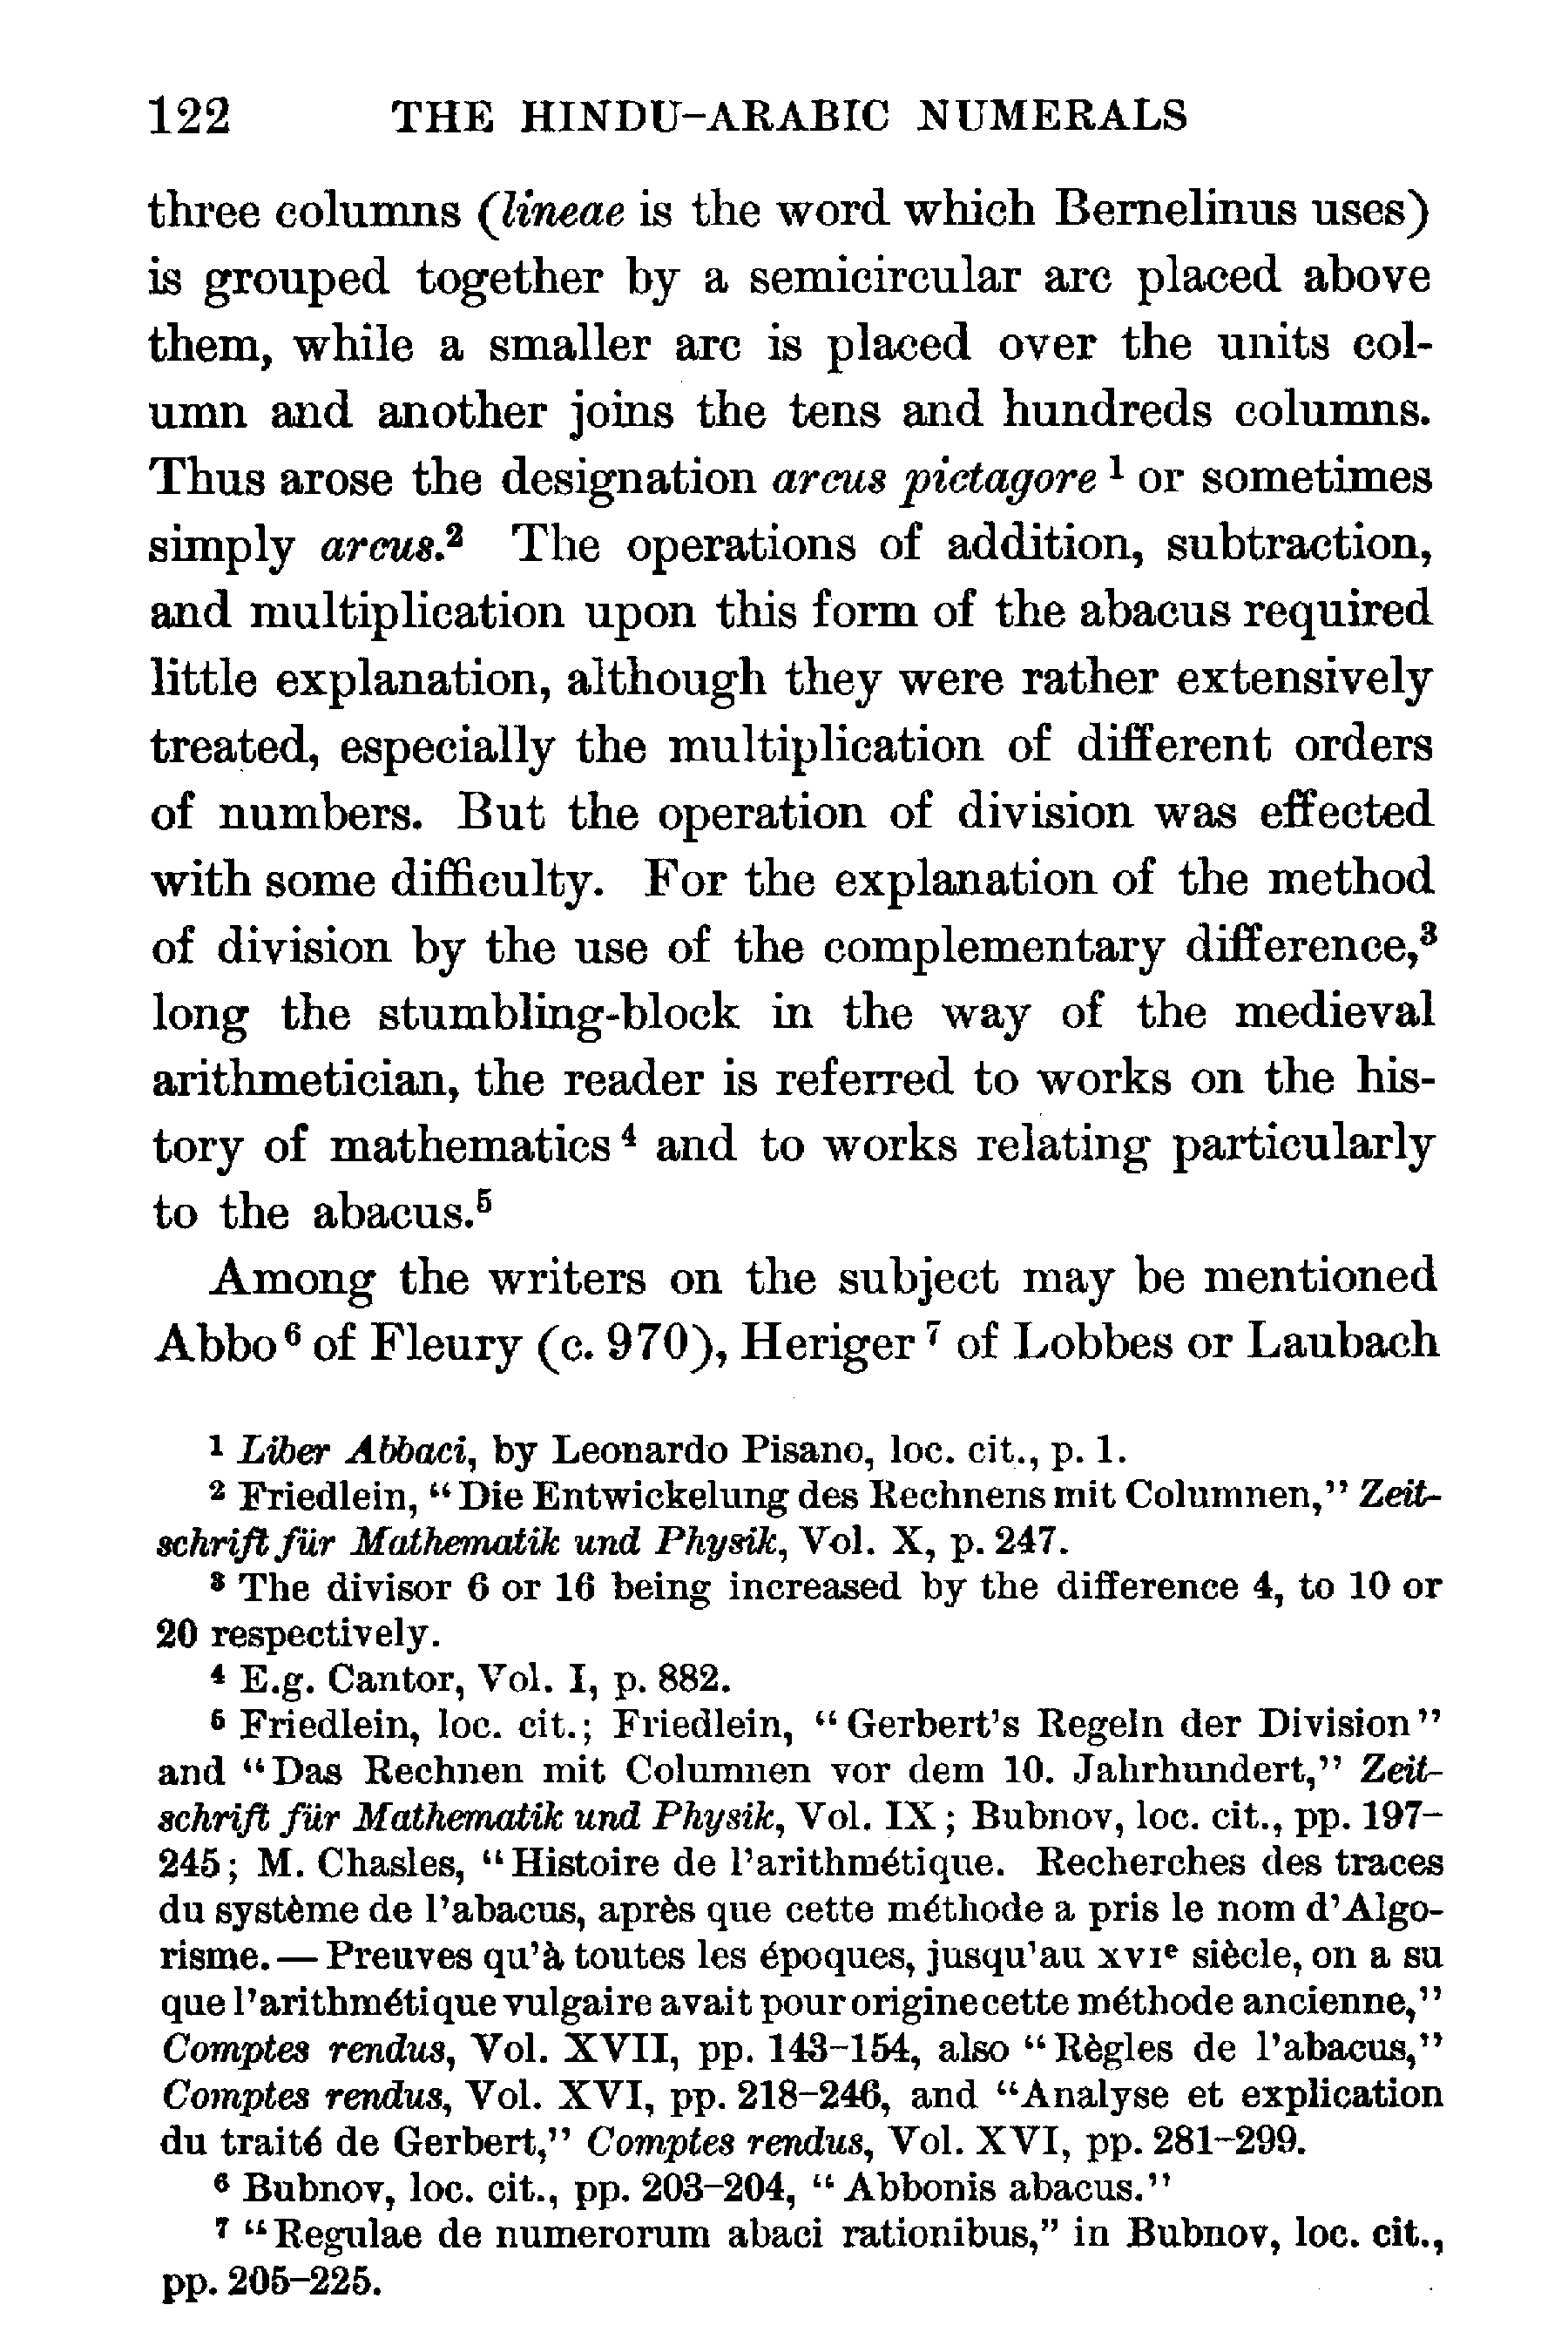 122 THE HINDU-ARABIC NUMERALS
three columns (lineae is the word which Bernelinus uses)
is grouped together by a semicircular arc placed above
them, while a smaller arc is placed over the units col-
umn and another joins the tens and hundreds columns.
Thus arose the designation arcus pictagore ¹ or sometimes
simply arcus.² The operations of addition, subtraction,
and multiplication upon this form of the abacus required
little explanation, although they were rather extensively
treated, especially the multiplication of different orders
of numbers. But the operation of division was effected
with some difficulty. For the explanation of the method
of division by the use of the complementary difference,³
long the stumbling-block in the way of the medieval
arithmetician, the reader is referred to works on the his-
tory of mathematics ⁴ and to works relating particularly
to the abacus.⁵
Among the writers on the subject may be mentioned
Abbo ⁶ of Fleury (c. 970), Heriger ⁷ of Lobbes or Laubach
¹ Liber Abbaci, by Leonardo Pisano, loc. cit., p. 1.
² Friedlein, "Die Entwickelung des Rechnens mit Columnen," Zeit-
schrift für Mathematik und Physik, Vol. X, p. 247.
³ The divisor 6 or 16 being increased by the difference 4, to 10 or
20 respectively.
⁴ E.g. Cantor, Vol. I, p. 882.
⁵ Friedlein, loc. cit.; Friedlein, "Gerbert's Regeln der Division"
and "Das Rechnen mit Columnen vor dem 10. Jahrhundert," Zeit-
schrift für Mathematik und Physik, Vol. IX; Bubnov, loc. cit., pp. 197-
245; M. Chasles, "Histoire de l'arithmétique. Recherches des traces
du système de l'abacus, après que cette méthode a pris le nom d'Algo-
risme.—Preuves qu'à toutes les époques, jusqu'au XVIᵉ siècle, on a su
que l'arithmétique vulgaire avait pour origine cette méthode ancienne,"
Comptes rendus, Vol. XVII, pp. 143-154, also "Règles de l'abacus,"
Comptes rendus, Vol. XVI, pp. 218-246, and "Analyse et explication
du traité de Gerbert," Comptes rendus, Vol. XVI, pp. 281-299.
⁶ Bubnov, loc. cit., pp. 203-204, "Abbonis abacus."
⁷ "Regulae de numerorum abaci rationibus," in Bubnov, loc. cit.,
pp. 205-225.